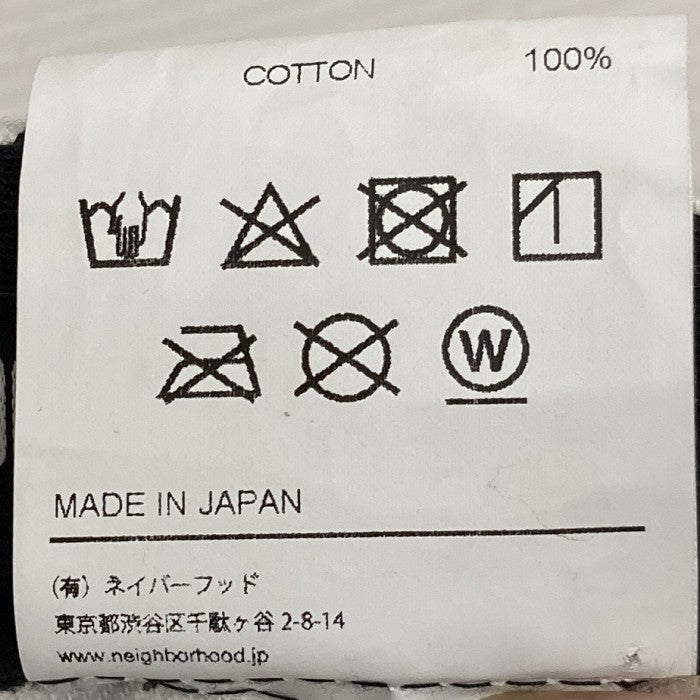 COTTON 100%
W
MADE IN JAPAN
(有) ネイバーフッド
東京都渋谷区千駄ヶ谷 2-8-14
www.neighborhood.jp